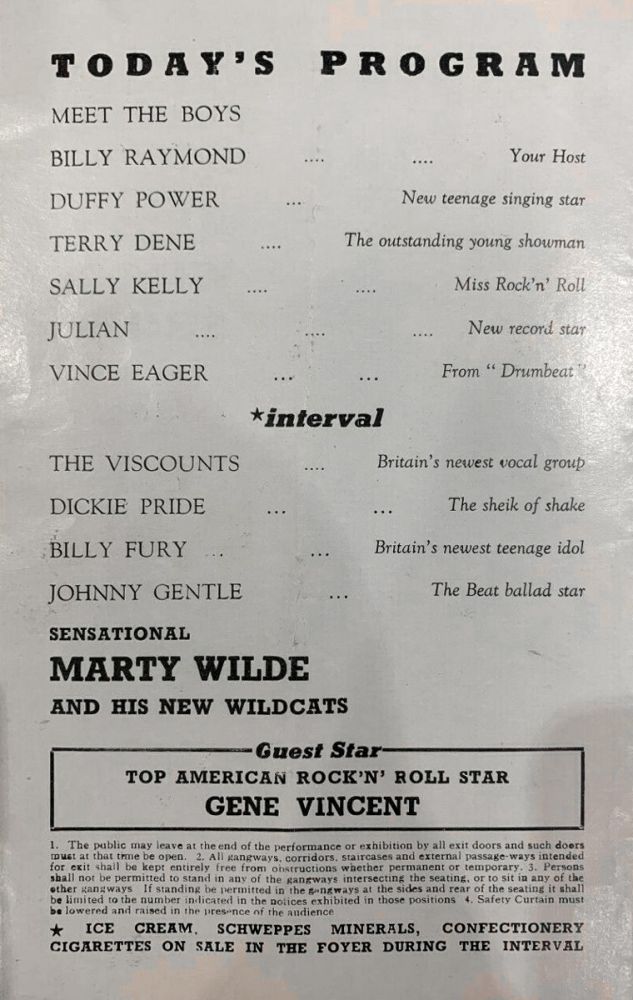 TODAY'S PROGRAM
MEET THE BOYS
BILLY RAYMOND .... .... Your Host
DUFFY POWER ... New teenage singing star
TERRY DENE .... The outstanding young showman
SALLY KELLY .... .... Miss Rock'n' Roll
JULIAN .... .... .... New record star
VINCE EAGER ... ... From “ Drumbeat ”
★interval
THE VISCOUNTS .... Britain's newest vocal group
DICKIE PRIDE ... ... The sheik of shake
BILLY FURY ... ... Britain's newest teenage idol
JOHNNY GENTLE ... The Beat ballad star
SENSATIONAL
MARTY WILDE
AND HIS NEW WILDCATS
Guest Star
TOP AMERICAN ROCK'N' ROLL STAR
GENE VINCENT
1. The public may leave at the end of the performance or exhibition by all exit doors and such doors
must at that time be open. 2. All gangways, corridors, staircases and external passage-ways intended
for exit shall be kept entirely free from obstructions whether permanent or temporary. 3. Persons
shall not be permitted to stand in any of the gangways intersecting the seating, or to sit in any of the
other gangways If standing be permitted in the gangways at the sides and rear of the seating it shall
be limited to the number indicated in the notices exhibited in those positions 4. Safety Curtain must
be lowered and raised in the presence of the audience
★ ICE CREAM, SCHWEPPES MINERALS, CONFECTIONERY
CIGARETTES ON SALE IN THE FOYER DURING THE INTERVAL